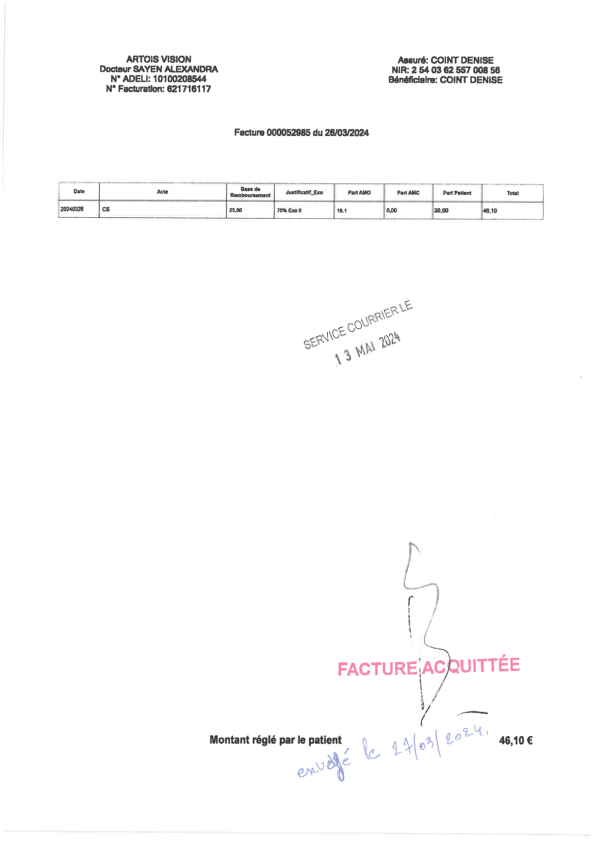 ARTOIS VISION
Docteur SAYEN ALEXANDRA
N° ADELI: 10100208544
N° Facturation: 621716117
Assuré: COINT DENISE
NIR: 2 54 03 62 557 008 56
Bénéficiaire: COINT DENISE
Facture 000052985 du 26/03/2024
Date Acte Base de Remboursement Justificatif_Exo Part AMO Part AMC Part Patient Total
20240326 CS 23,00 70% Exo 0 16.1 0,00 30,00 46,10
SERVICE COURRIER LE
13 MAI 2024
FACTURE ACQUITTÉE
Montant réglé par le patient 46,10 €
envoyé le 27/03/2024.